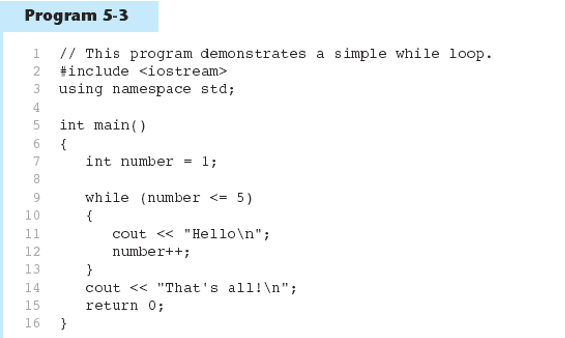 Program 5-3
1 // This program demonstrates a simple while loop.
2 #include <iostream>
3 using namespace std;
4
5 int main()
6 {
7 int number = 1;
8
9 while (number <= 5)
10 {
11 cout << "Hello\n";
12 number++;
13 }
14 cout << "That's all!\n";
15 return 0;
16 }